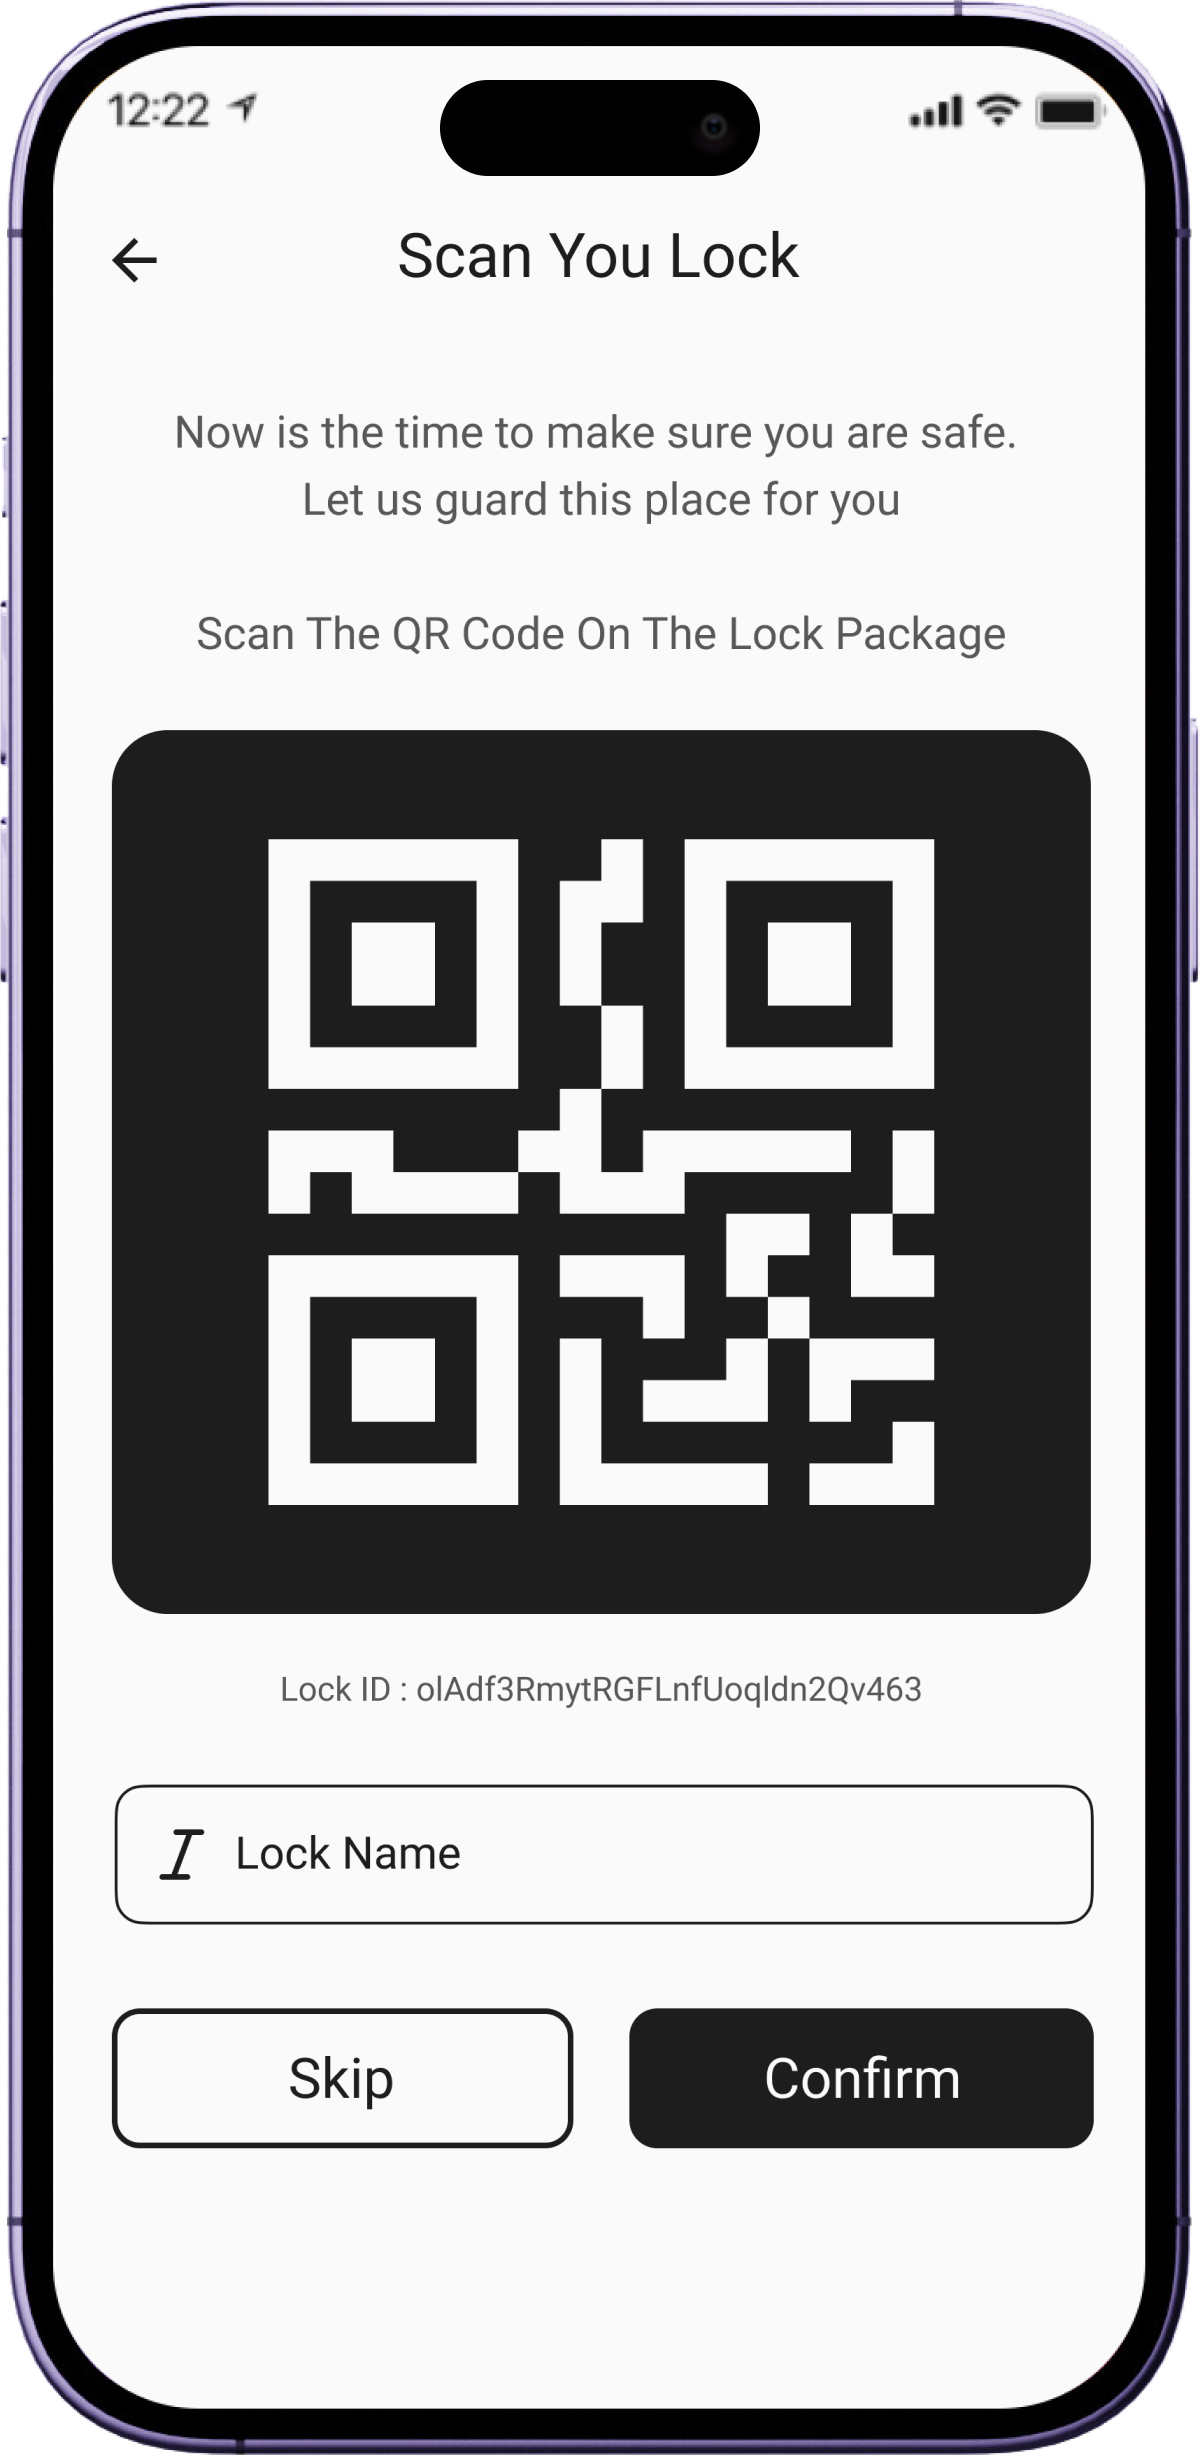 12:22
Scan You Lock
Now is the time to make sure you are safe.
Let us guard this place for you
Scan The QR Code On The Lock Package
Lock ID : olAdf3RmytRGFLnfUoqldn2Qv463
Lock Name
Skip
Confirm